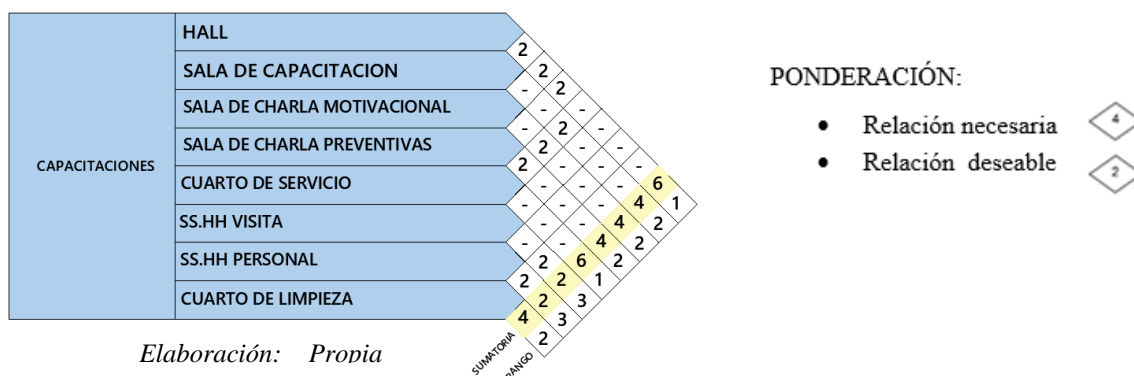 HALL
2
SALA DE CAPACITACION 2
- 2
SALA DE CHARLA MOTIVACIONAL - -
- 2 -
SALA DE CHARLA PREVENTIVAS 2 - -
2 - - -
CAPACITACIONES
CUARTO DE SERVICIO - - - 6
- - - 4 1
SS.HH VISITA - - 4 2
- - 4 2
SS.HH PERSONAL 2 6 2
2 2 1
CUARTO DE LIMPIEZA 2 3
4 3
2
SUMATORIA
RANGO
Elaboración: Propia
PONDERACIÓN:
• Relación necesaria 4
• Relación deseable 2